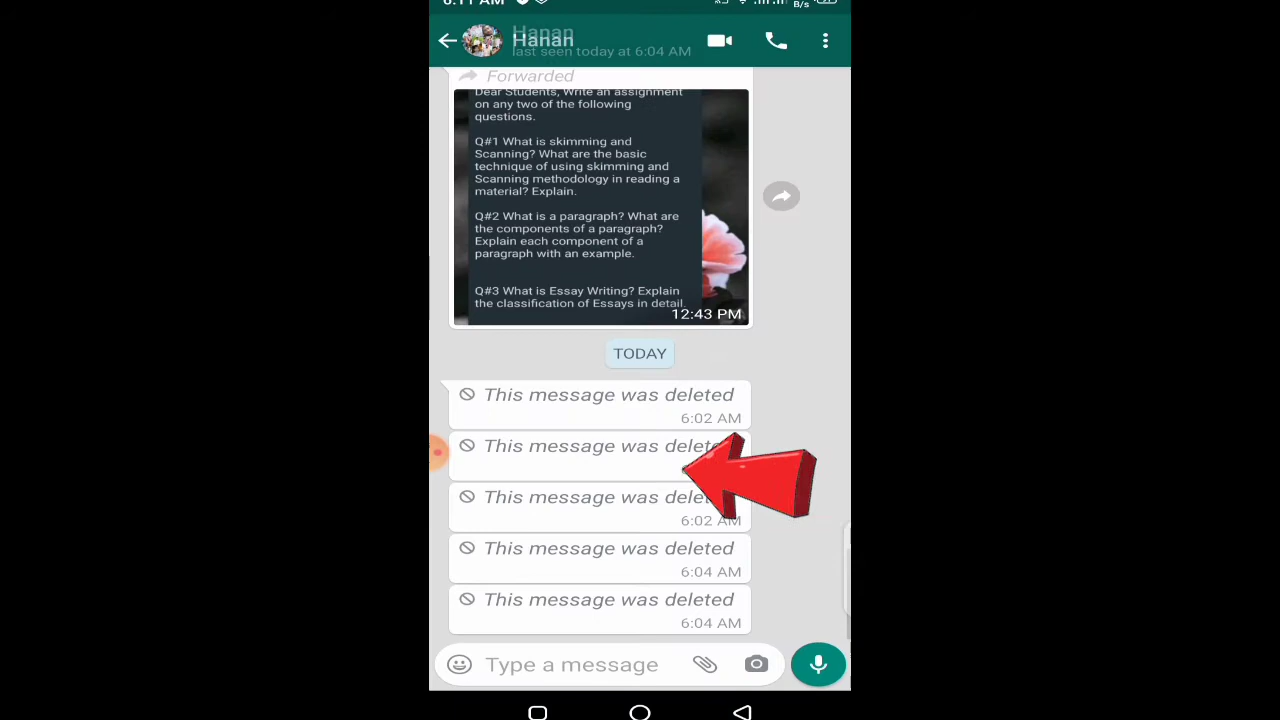 6:11 AM
B/s
Hanan
last seen today at 6:04 AM
Forwarded
Dear Students, Write an assignment
on any two of the following
questions.
Q#1 What is skimming and
Scanning? What are the basic
technique of using skimming and
Scanning methodology in reading a
material? Explain.
Q#2 What is a paragraph? What are
the components of a paragraph?
Explain each component of a
paragraph with an example.
Q#3 What is Essay Writing? Explain
the classification of Essays in detail.
12:43 PM
TODAY
This message was deleted
6:02 AM
This message was
This message was
6:02 AM
This message was deleted
6:04 AM
This message was deleted
6:04 AM
Type a message